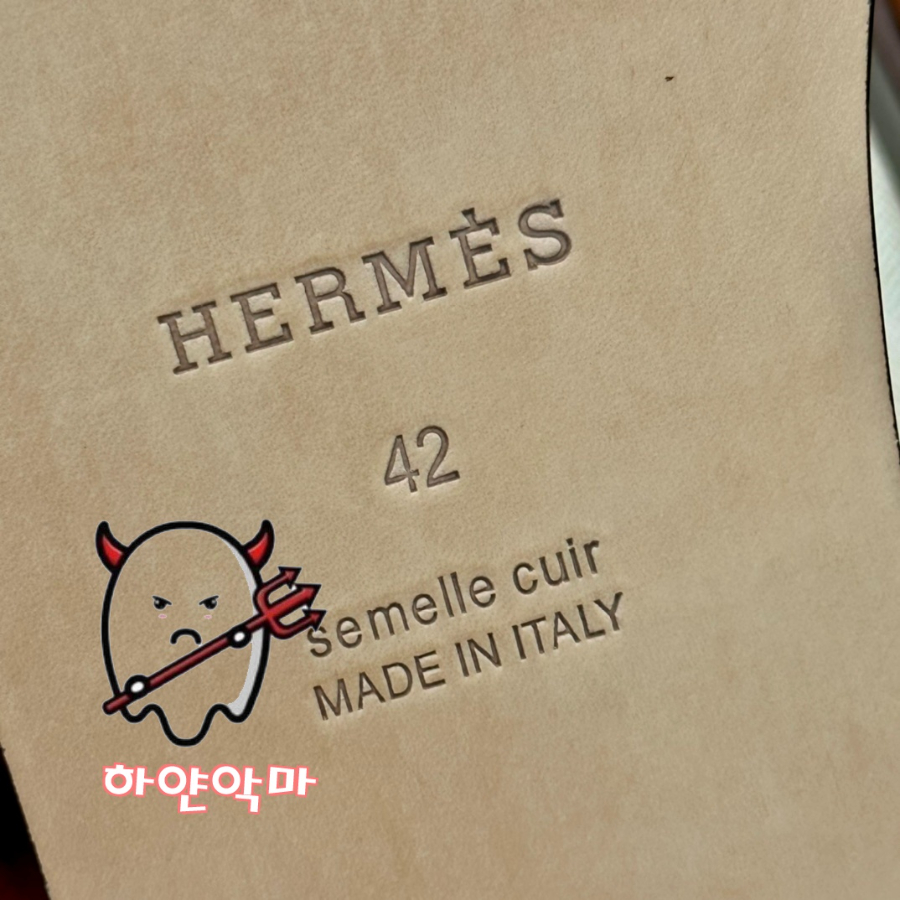 HERMÈS
42
semelle cuir
MADE IN ITALY
하얀악마